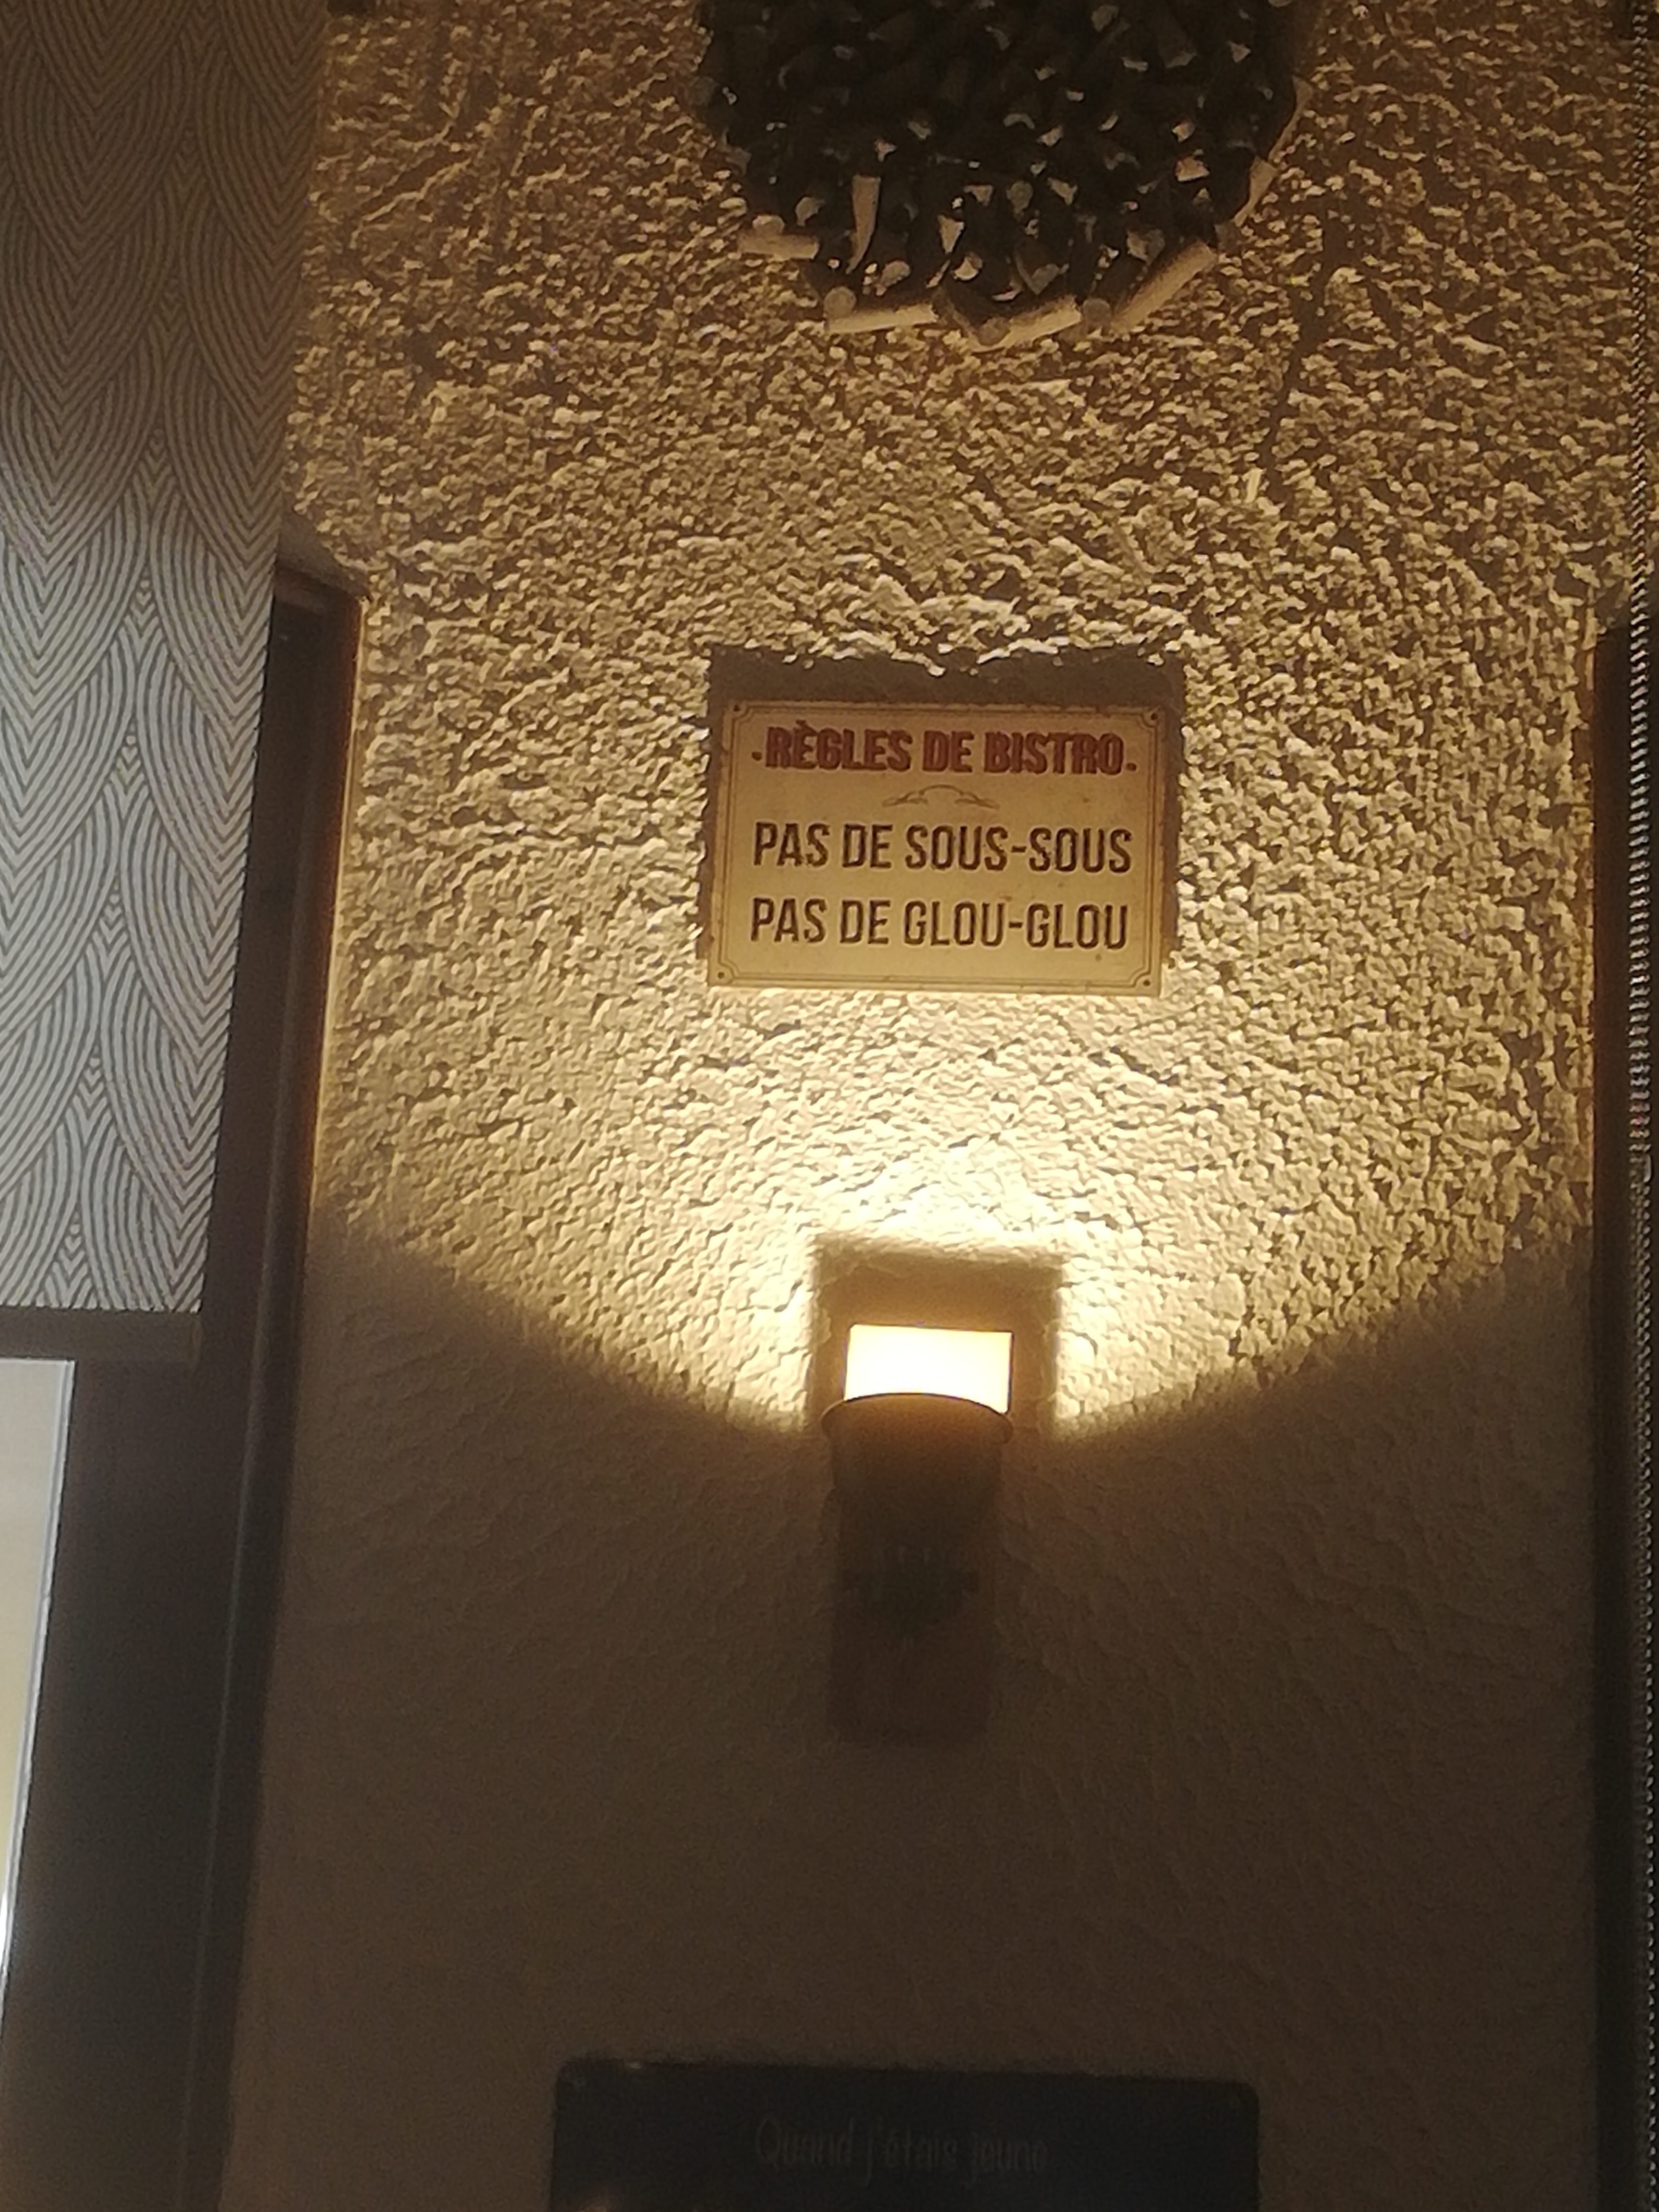 ·RÈGLES DE BISTRO·
PAS DE SOUS-SOUS
PAS DE GLOU-GLOU
Quand j'étais jeune